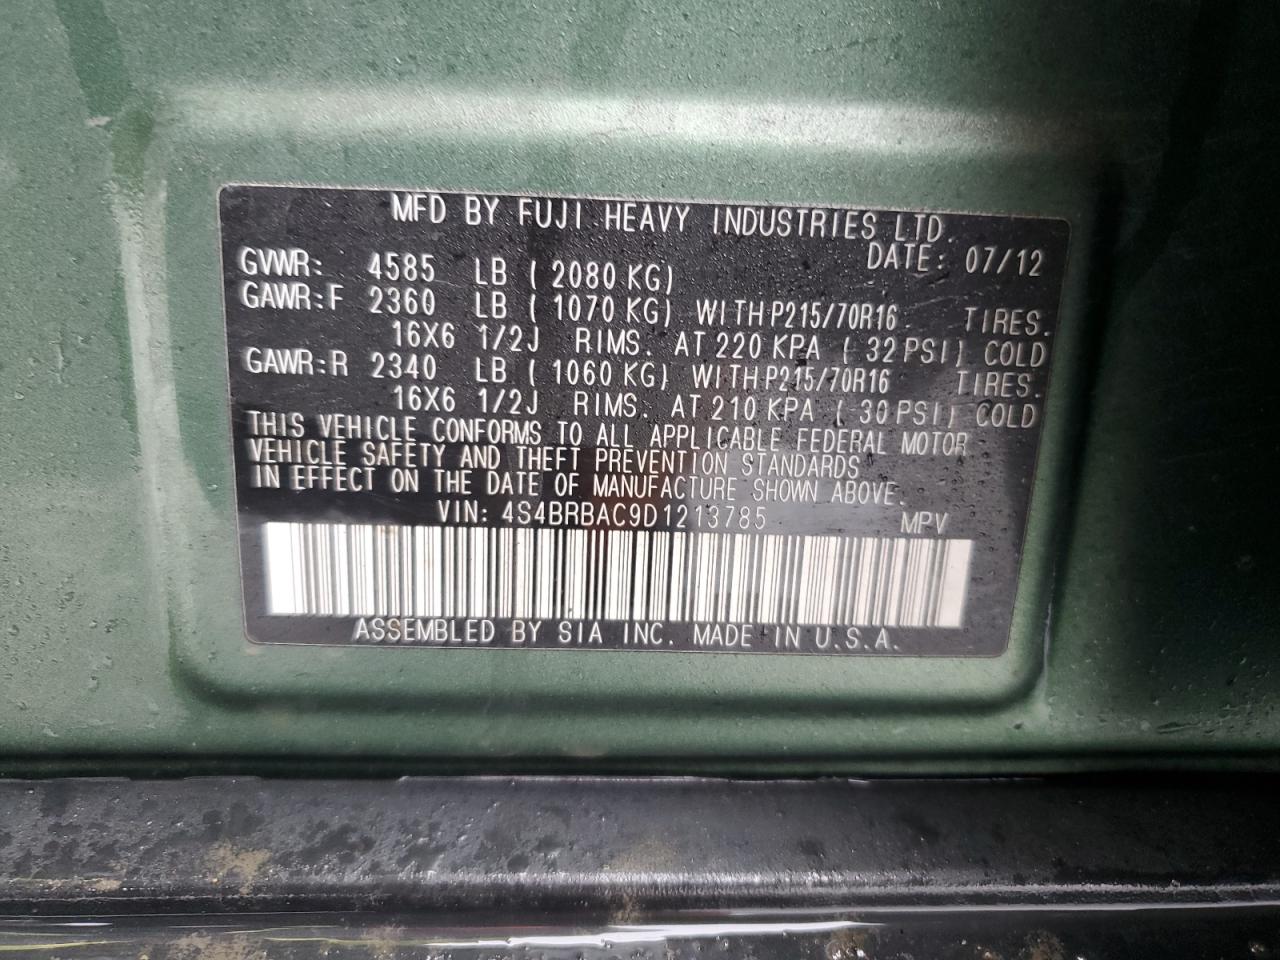 MFD BY FUJI HEAVY INDUSTRIES LTD.
DATE: 07/12
GVWR: 4585 LB ( 2080 KG)
GAWR:F 2360 LB ( 1070 KG) WITH P215/70R16 TIRES.
16X6 1/2J RIMS. AT 220 KPA ( 32 PSI) COLD
GAWR:R 2340 LB ( 1060 KG) WITH P215/70R16 TIRES.
16X6 1/2J RIMS. AT 210 KPA ( 30 PSI) COLD
THIS VEHICLE CONFORMS TO ALL APPLICABLE FEDERAL MOTOR
VEHICLE SAFETY AND THEFT PREVENTION STANDARDS
IN EFFECT ON THE DATE OF MANUFACTURE SHOWN ABOVE.
VIN: 4S4BRBAC9D1213785 MPV
ASSEMBLED BY SIA INC. MADE IN U.S.A.